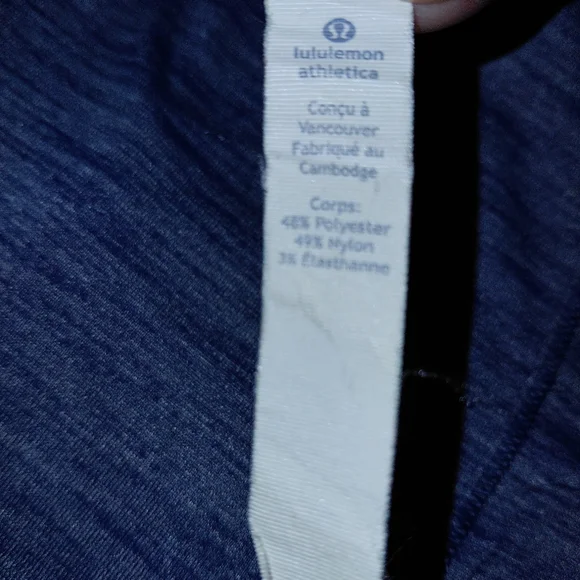 lululemon
athletica
Conçu à
Vancouver
Fabriqué au
Cambodge
Corps:
48% Polyester
49% Nylon
3% Élasthanne